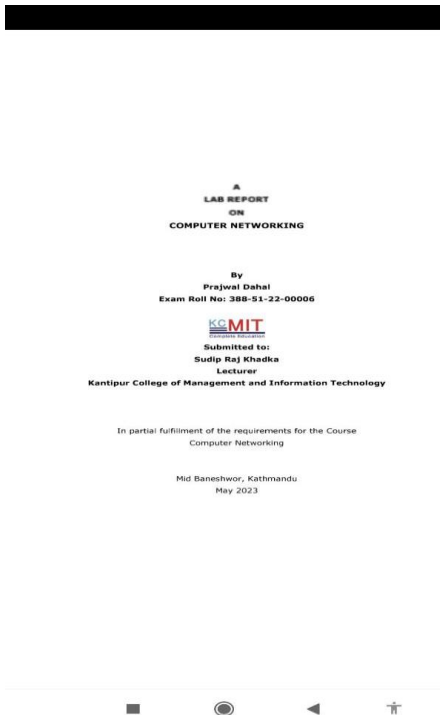 A
LAB REPORT
ON
COMPUTER NETWORKING
By
Prajwal Dahal
Exam Roll No: 388-51-22-00006
KCMIT
Complete Education
Submitted to:
Sudip Raj Khadka
Lecturer
Kantipur College of Management and Information Technology
In partial fulfillment of the requirements for the Course
Computer Networking
Mid Baneshwor, Kathmandu
May 2023